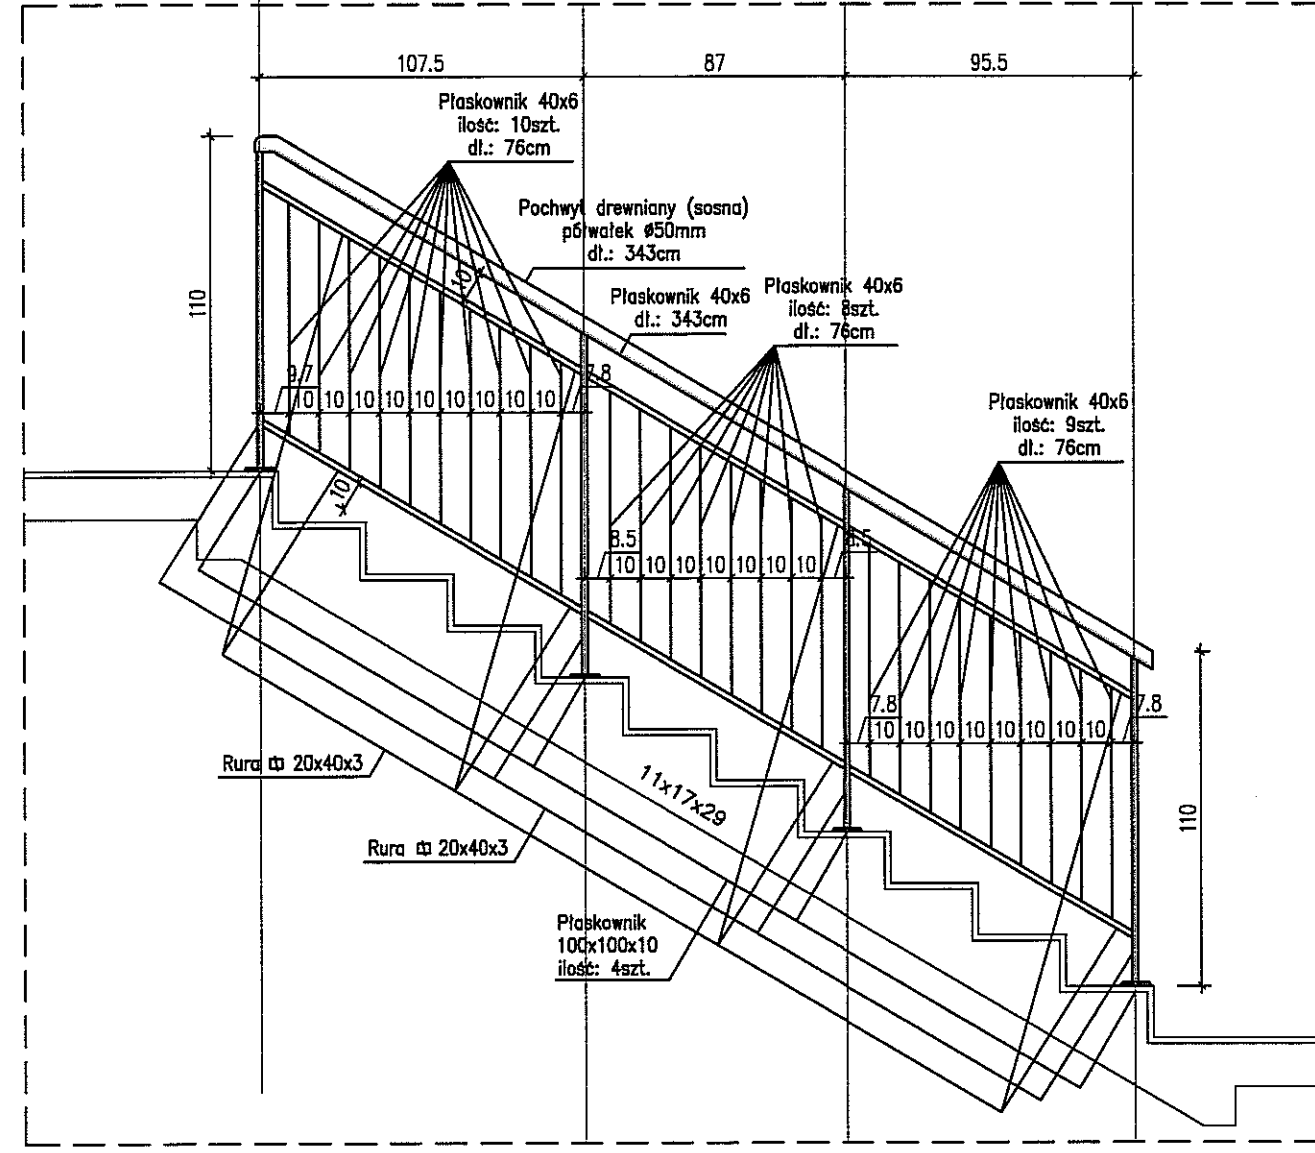 107.5
87
95.5
Płaskownik 40x6
ilość: 10szt.
dł.: 76cm
Pochwyt drewniany (sosna)
półwałek ø50mm
dł.: 343cm
10
Płaskownik 40x6
dł.: 343cm
Płaskownik 40x6
ilość: 8szt.
dł.: 76cm
110
9.7
7.8
10 10 10 10 10 10 10 10 10
Płaskownik 40x6
ilość: 9szt.
dł.: 76cm
10
8.5
8.5
10 10 10 10 10 10 10
7.8
7.8
10 10 10 10 10 10 10 10
Rura 20x40x3
11x17x29
110
Rura 20x40x3
Płaskownik
100x100x10
ilość: 4szt.